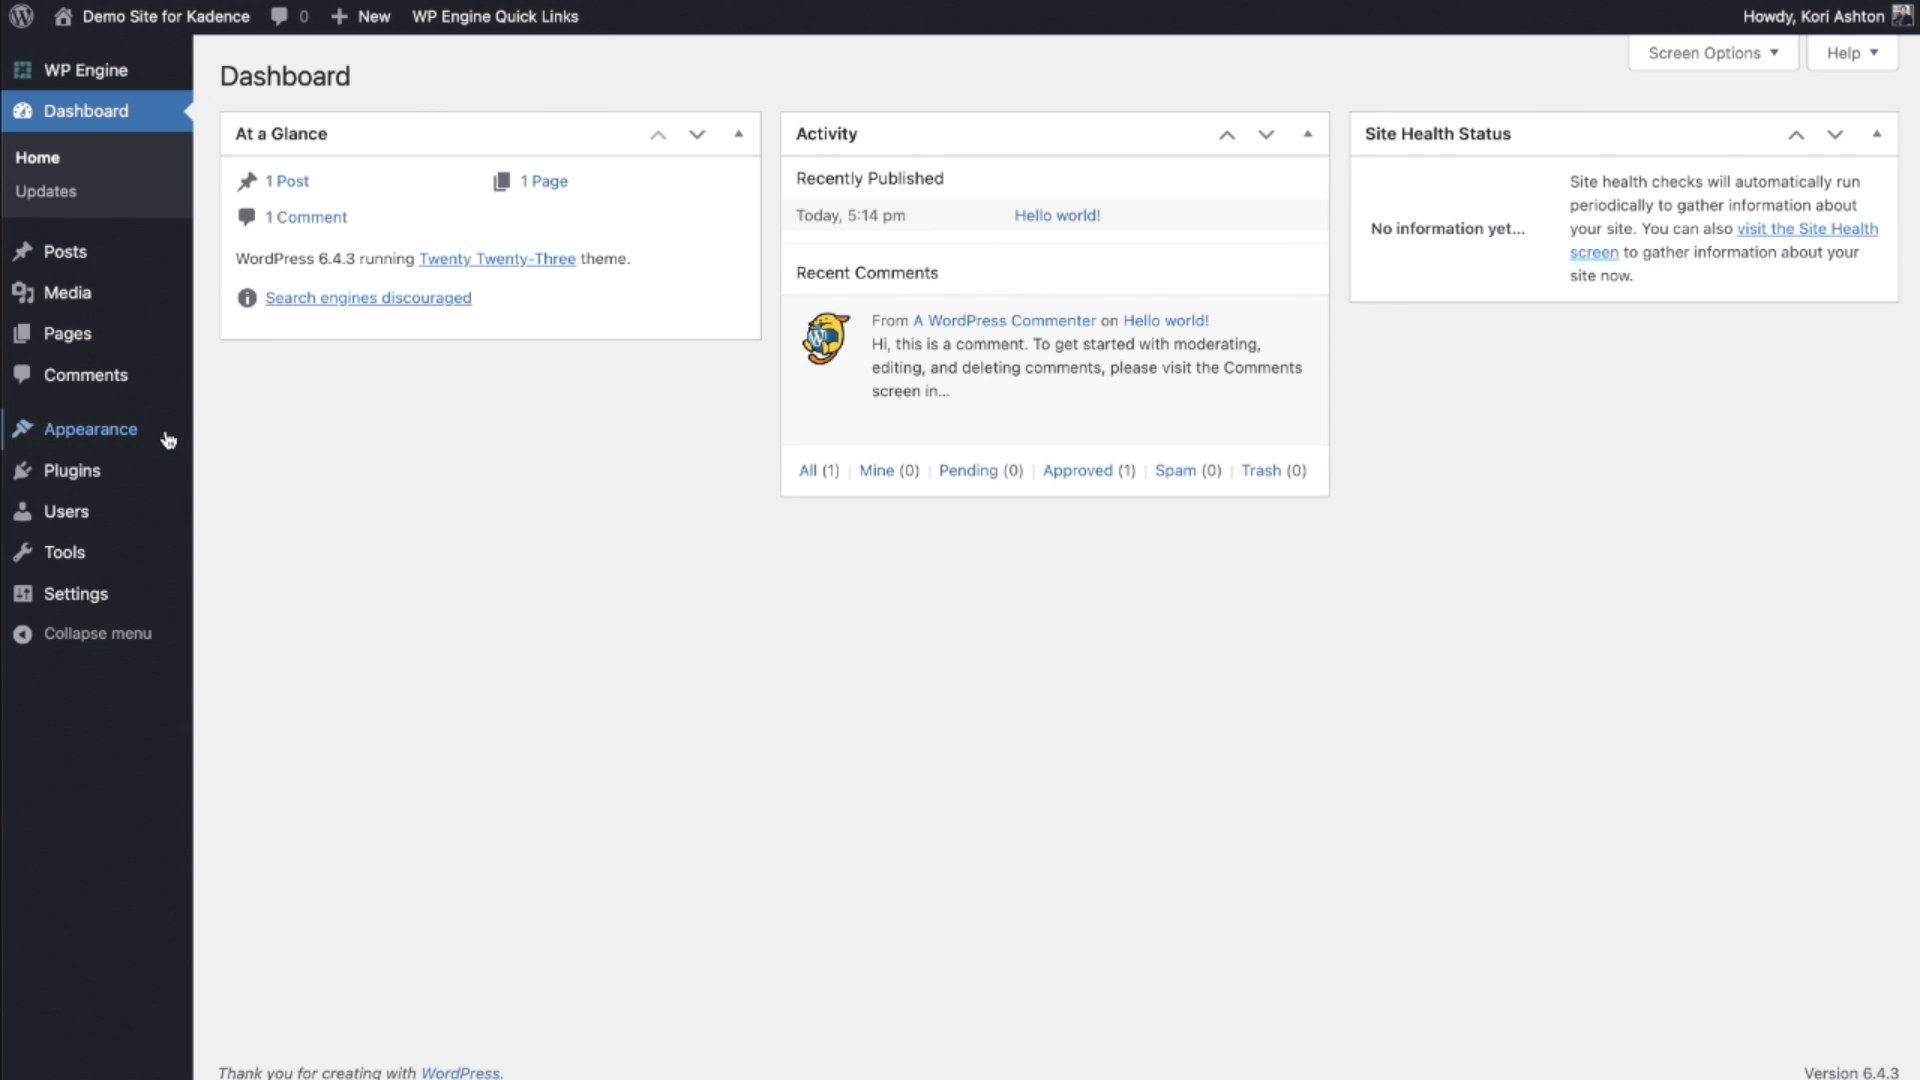 Demo Site for Kadence 0 New WP Engine Quick Links Howdy, Kori Ashton
Screen Options Help
WP Engine
Dashboard
Home
Updates
Posts
Media
Pages
Comments
Appearance
Plugins
Users
Tools
Settings
Collapse menu
Dashboard
At a Glance
1 Post 1 Page
1 Comment
WordPress 6.4.3 running Twenty Twenty-Three theme.
Search engines discouraged
Activity
Recently Published
Today, 5:14 pm Hello world!
Recent Comments
From A WordPress Commenter on Hello world!
Hi, this is a comment. To get started with moderating,
editing, and deleting comments, please visit the Comments
screen in...
All (1) | Mine (0) | Pending (0) | Approved (1) | Spam (0) | Trash (0)
Site Health Status
No information yet...
Site health checks will automatically run
periodically to gather information about
your site. You can also visit the Site Health
screen to gather information about your
site now.
Thank you for creating with WordPress.
Version 6.4.3